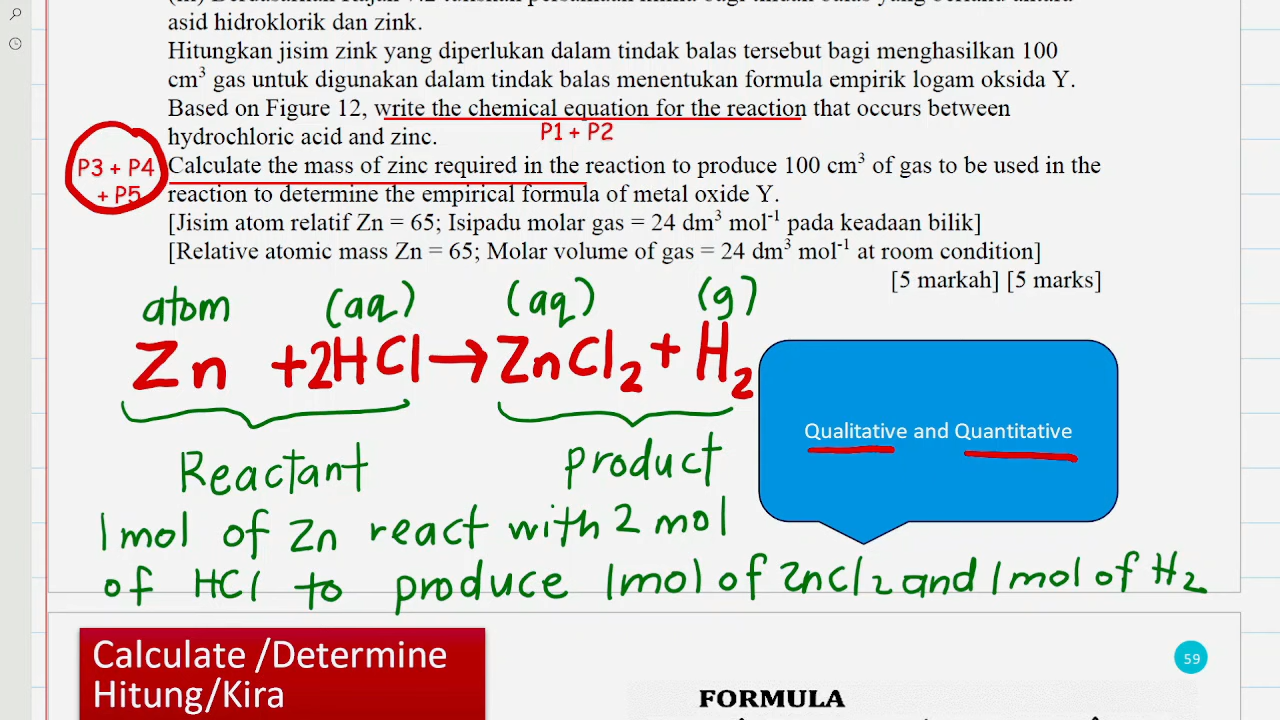 asid hidroklorik dan zink.
Hitungkan jisim zink yang diperlukan dalam tindak balas tersebut bagi menghasilkan 100
cm³ gas untuk digunakan dalam tindak balas menentukan formula empirik logam oksida Y.
Based on Figure 12, write the chemical equation for the reaction that occurs between
P1 + P2
hydrochloric acid and zinc.
P3 + P4
+ P5
Calculate the mass of zinc required in the reaction to produce 100 cm³ of gas to be used in the
reaction to determine the empirical formula of metal oxide Y.
[Jisim atom relatif Zn = 65; Isipadu molar gas = 24 dm³ mol⁻¹ pada keadaan bilik]
[Relative atomic mass Zn = 65; Molar volume of gas = 24 dm³ mol⁻¹ at room condition]
[5 markah] [5 marks]
atom (aq) (aq) (g)
Zn + 2HCl → ZnCl₂ + H₂
Reactant product
Qualitative and Quantitative
1mol of Zn react with 2 mol
of HCl to produce 1mol of ZnCl₂ and 1mol of H₂
Calculate /Determine
Hitung/Kira
59
FORMULA